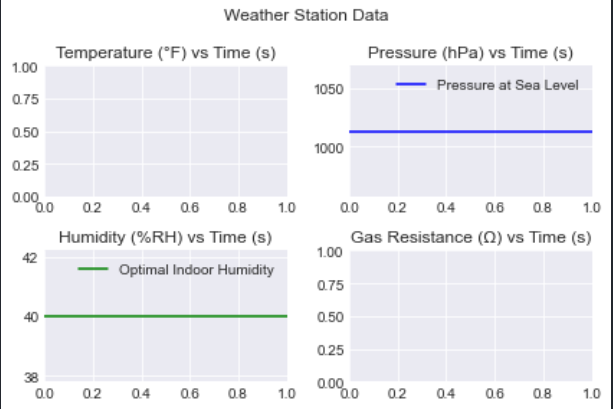 Weather Station Data
Temperature (°F) vs Time (s)
1.00
0.75
0.50
0.25
0.00
0.0 0.2 0.4 0.6 0.8 1.0
Pressure (hPa) vs Time (s)
1050
Pressure at Sea Level
1000
0.0 0.2 0.4 0.6 0.8 1.0
Humidity (%RH) vs Time (s)
42
Optimal Indoor Humidity
40
38
0.0 0.2 0.4 0.6 0.8 1.0
Gas Resistance (Ω) vs Time (s)
1.00
0.75
0.50
0.25
0.00
0.0 0.2 0.4 0.6 0.8 1.0